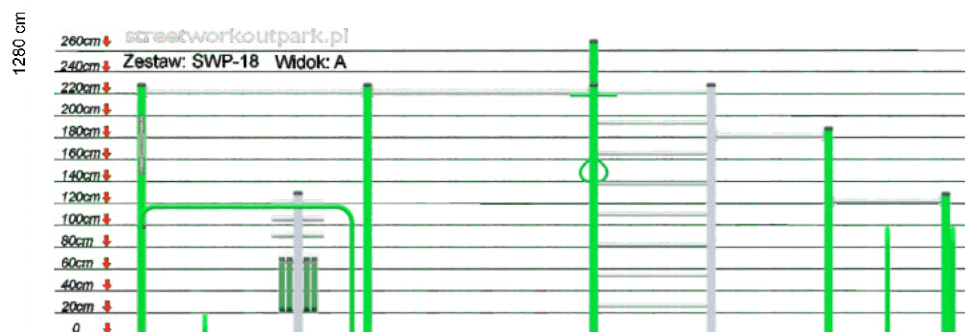 1280 cm
streetworkoutpark.pl
Zestaw: SWP-18 Widok: A
260cm
240cm
220cm
200cm
180cm
160cm
140cm
120cm
100cm
80cm
60cm
40cm
20cm
0